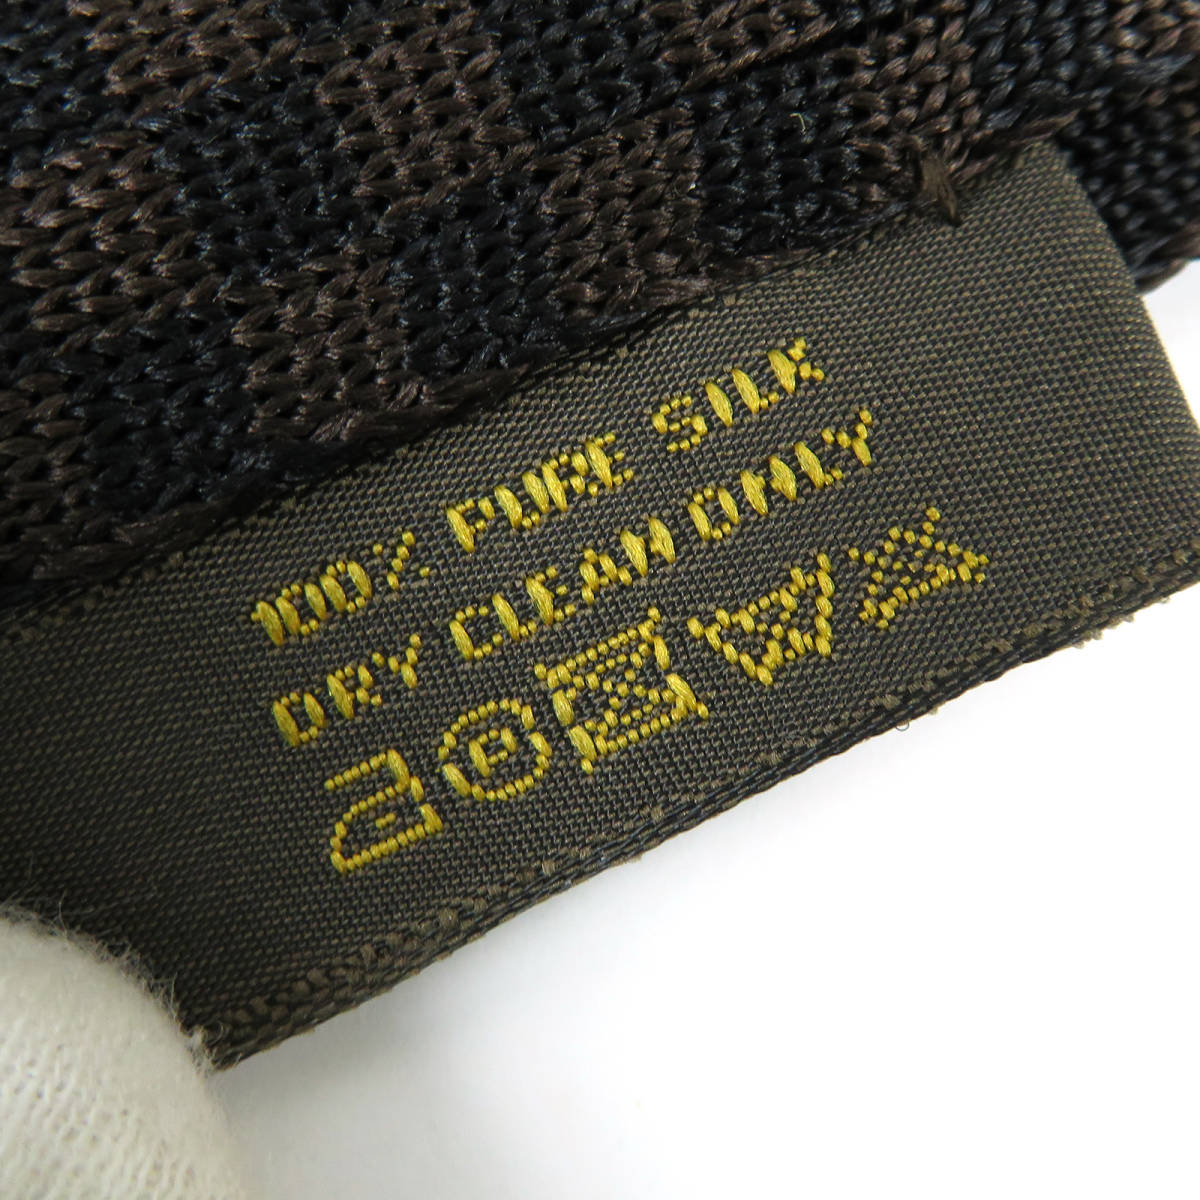 100% PURE SILK
DRY CLEAN ONLY
P